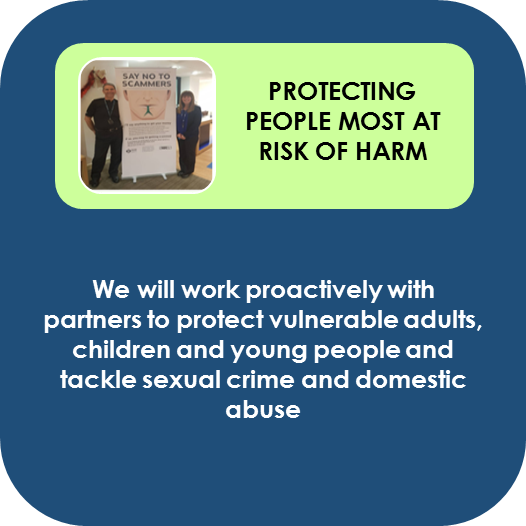 SAY NO TO
SCAMMERS
PROTECTING
PEOPLE MOST AT
RISK OF HARM
We will work proactively with
partners to protect vulnerable adults,
children and young people and
tackle sexual crime and domestic
abuse